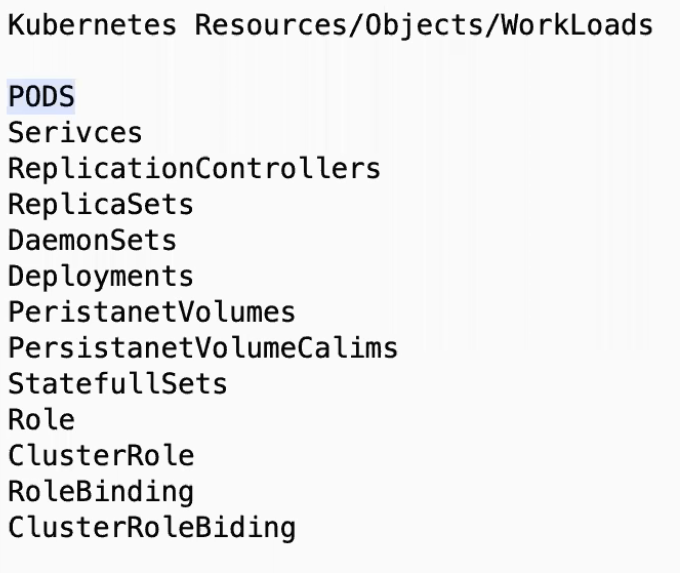 Kubernetes Resources/Objects/WorkLoads
PODS
Serivces
ReplicationControllers
ReplicaSets
DaemonSets
Deployments
PeristanetVolumes
PersistanetVolumeCalims
StatefullSets
Role
ClusterRole
RoleBinding
ClusterRoleBiding